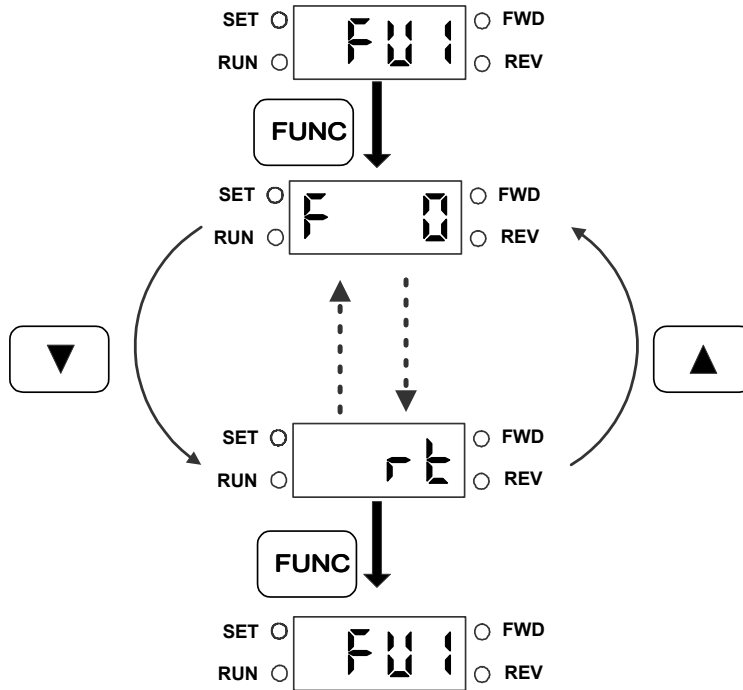 SET FU1 FWD
RUN REV
FUNC
SET F 0 FWD
RUN REV
▼ ▲
SET rt FWD
RUN REV
FUNC
SET FU1 FWD
RUN REV